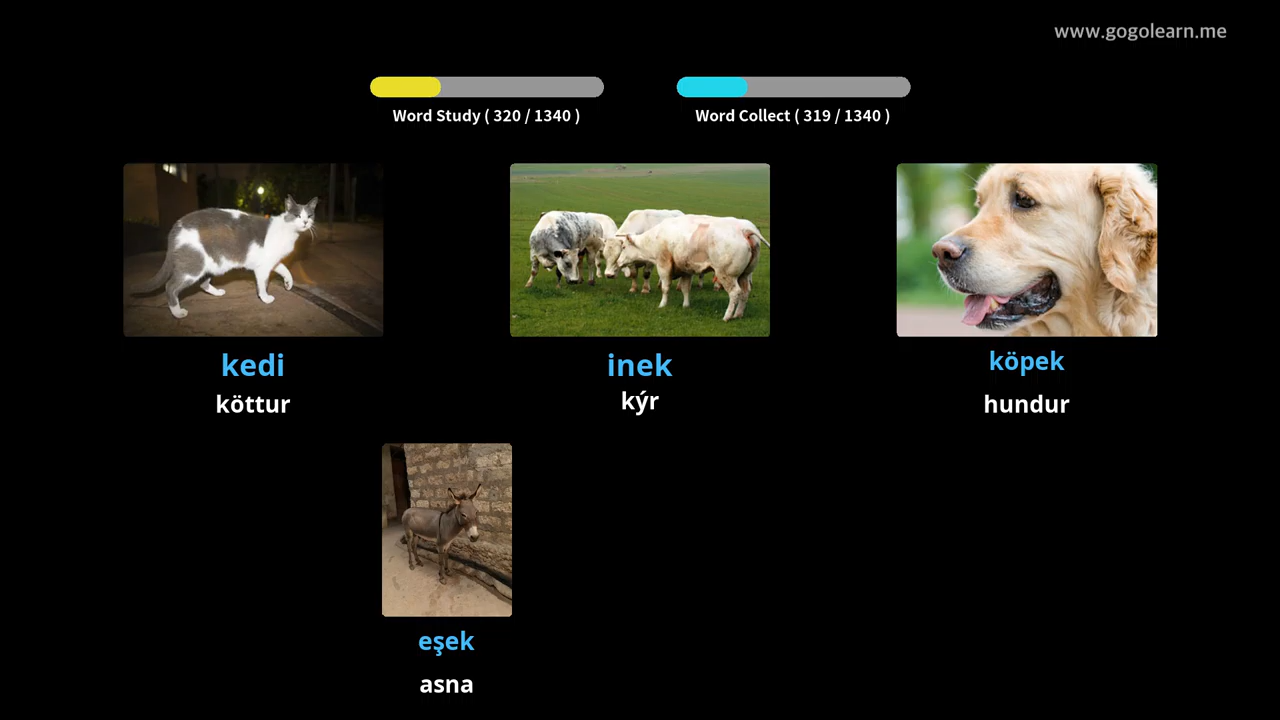 www.gogolearn.me
Word Study ( 320 / 1340 )
Word Collect ( 319 / 1340 )
kedi
köttur
inek
kýr
köpek
hundur
eşek
asna